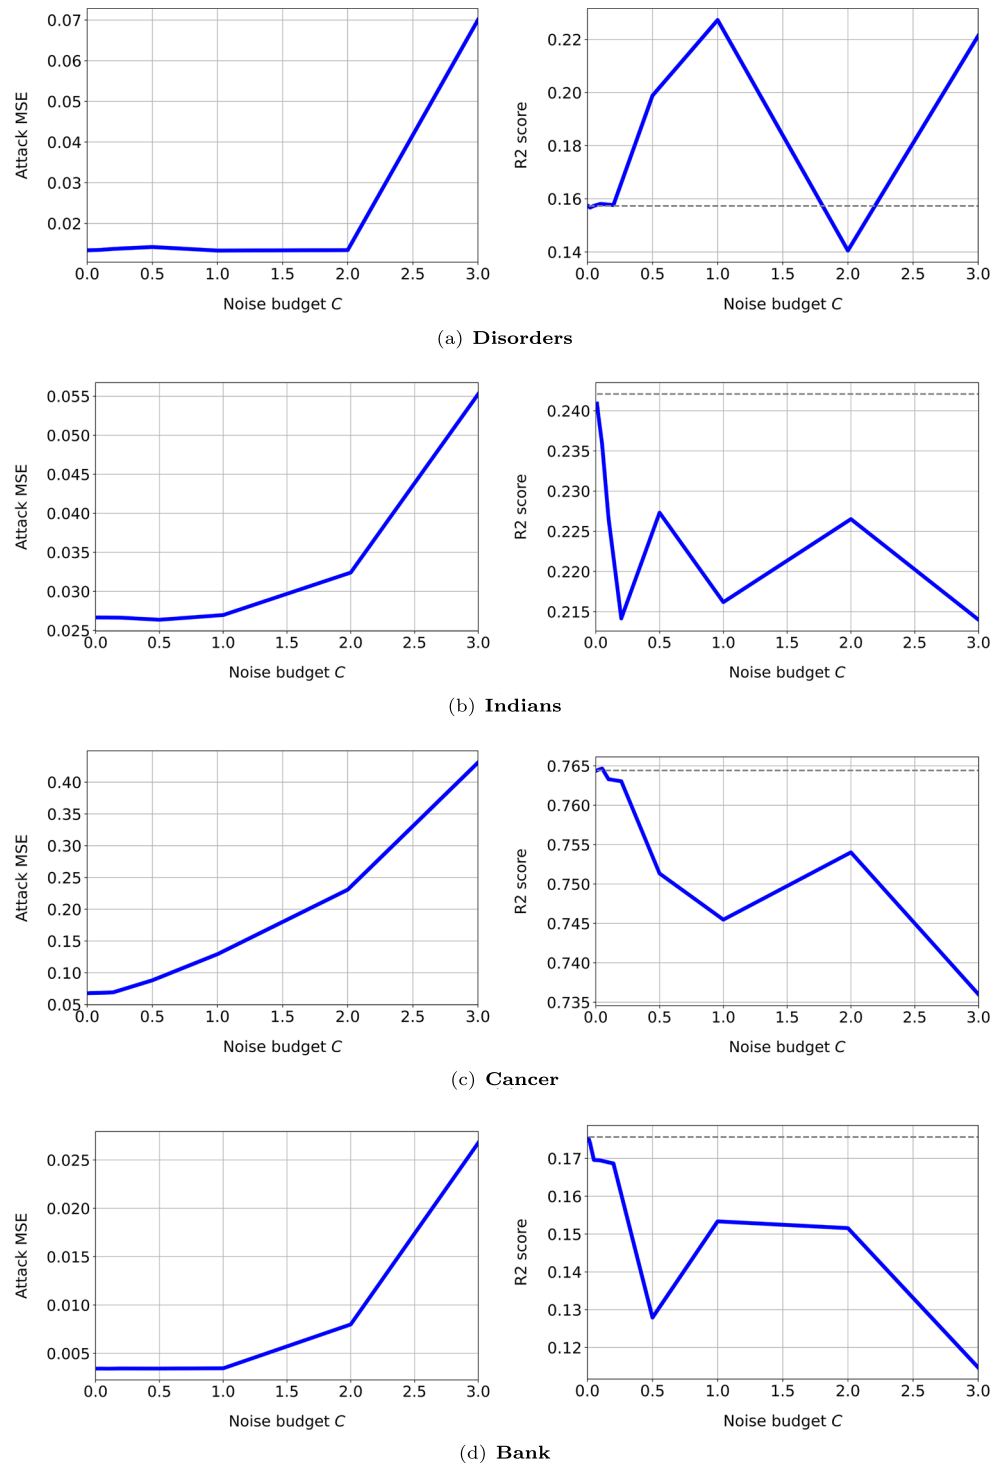 0.07
0.06
0.05
0.04
0.03
0.02
Attack MSE
0.0 0.5 1.0 1.5 2.0 2.5 3.0
Noise budget C
0.22
0.20
0.18
0.16
0.14
R2 score
0.0 0.5 1.0 1.5 2.0 2.5 3.0
Noise budget C
(a) Disorders
0.055
0.050
0.045
0.040
0.035
0.030
0.025
Attack MSE
0.0 0.5 1.0 1.5 2.0 2.5 3.0
Noise budget C
0.240
0.235
0.230
0.225
0.220
0.215
R2 score
0.0 0.5 1.0 1.5 2.0 2.5 3.0
Noise budget C
(b) Indians
0.40
0.35
0.30
0.25
0.20
0.15
0.10
0.05
Attack MSE
0.0 0.5 1.0 1.5 2.0 2.5 3.0
Noise budget C
0.765
0.760
0.755
0.750
0.745
0.740
0.735
R2 score
0.0 0.5 1.0 1.5 2.0 2.5 3.0
Noise budget C
(c) Cancer
0.025
0.020
0.015
0.010
0.005
Attack MSE
0.0 0.5 1.0 1.5 2.0 2.5 3.0
Noise budget C
0.17
0.16
0.15
0.14
0.13
0.12
R2 score
0.0 0.5 1.0 1.5 2.0 2.5 3.0
Noise budget C
(d) Bank